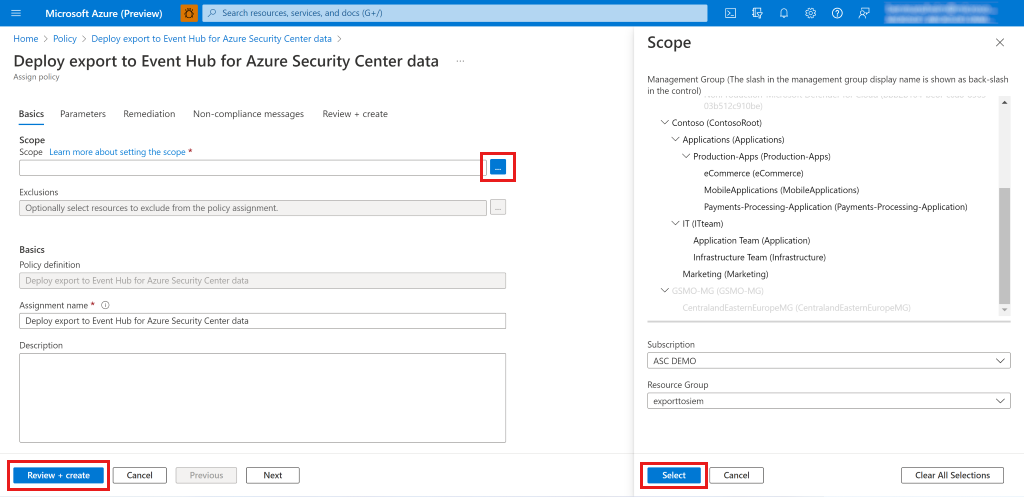 Microsoft Azure (Preview)
Search resources, services, and docs (G+/)
Home > Policy > Deploy export to Event Hub for Azure Security Center data >
Deploy export to Event Hub for Azure Security Center data ...
Assign policy
Basics Parameters Remediation Non-compliance messages Review + create
Scope
Scope Learn more about setting the scope *
...
Exclusions
Optionally select resources to exclude from the policy assignment.
...
Basics
Policy definition
Deploy export to Event Hub for Azure Security Center data
Assignment name *
Deploy export to Event Hub for Azure Security Center data
Description
Review + create Cancel Previous Next
Scope
Management Group (The slash in the management group display name is shown as back-slash
in the control)
03b512c910be)
Contoso (ContosoRoot)
Applications (Applications)
Production-Apps (Production-Apps)
eCommerce (eCommerce)
MobileApplications (MobileApplications)
Payments-Processing-Application (Payments-Processing-Application)
IT (ITteam)
Application Team (Application)
Infrastructure Team (Infrastructure)
Marketing (Marketing)
GSMO-MG (GSMO-MG)
CentralandEasternEuropeMG (CentralandEasternEuropeMG)
Subscription
ASC DEMO
Resource Group
exporttosiem
Select Cancel Clear All Selections